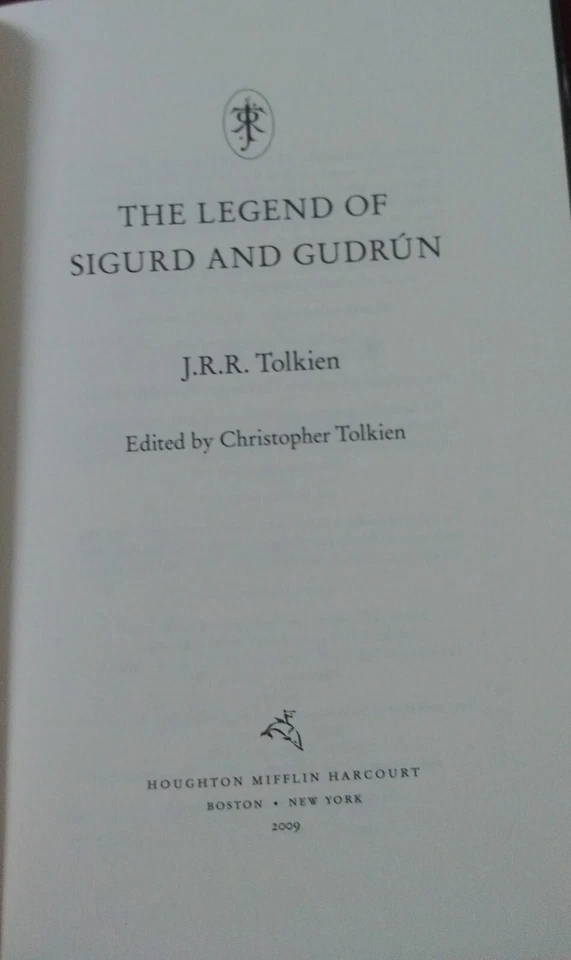 THE LEGEND OF
SIGURD AND GUDRÚN
J.R.R. Tolkien
Edited by Christopher Tolkien
HOUGHTON MIFFLIN HARCOURT
BOSTON • NEW YORK
2009